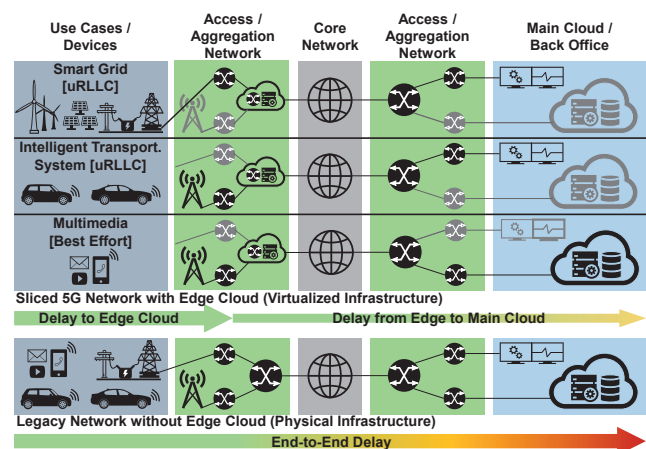 Use Cases /
Devices
Access /
Aggregation
Network
Core
Network
Access /
Aggregation
Network
Main Cloud /
Back Office
Smart Grid
[uRLLC]
Intelligent Transport.
System [uRLLC]
Multimedia
[Best Effort]
Sliced 5G Network with Edge Cloud (Virtualized Infrastructure)
Delay to Edge Cloud
Delay from Edge to Main Cloud
Legacy Network without Edge Cloud (Physical Infrastructure)
End-to-End Delay